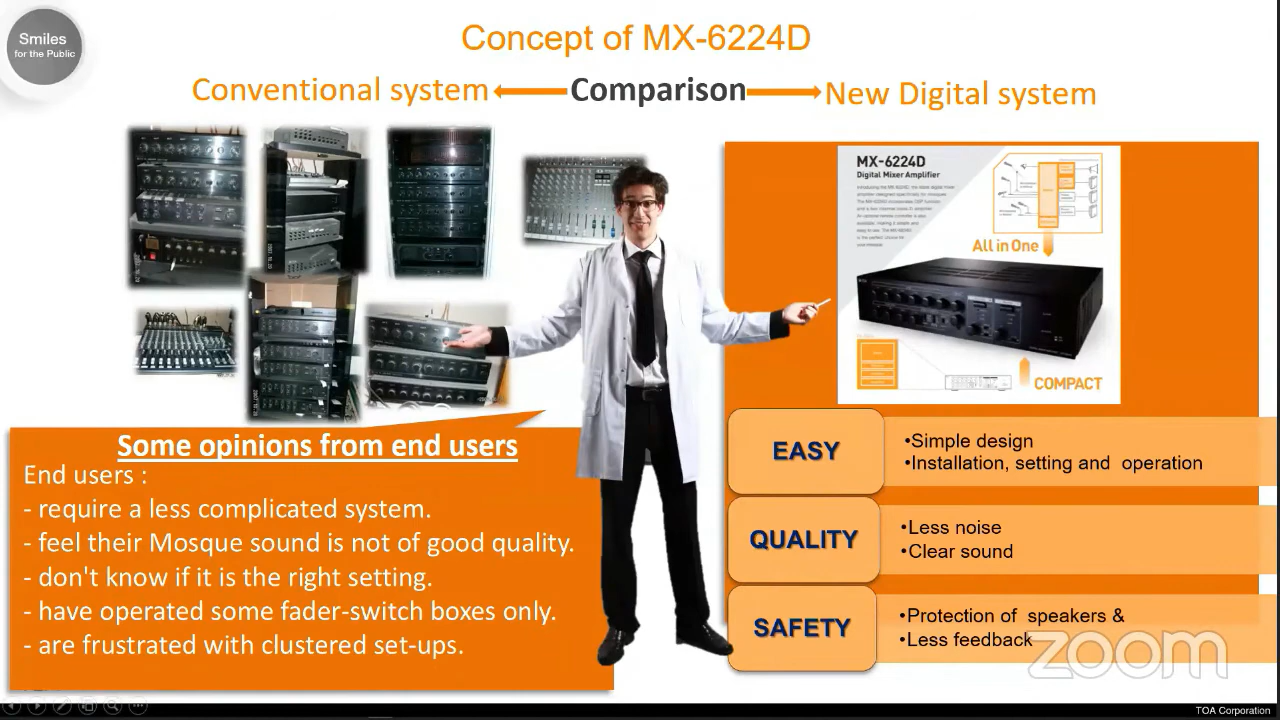 Smiles
for the Public
Concept of MX-6224D
Conventional system
Comparison
New Digital system
MX-6224D
Digital Mixer Amplifier
All in One
COMPACT
Some opinions from end users
End users :
- require a less complicated system.
- feel their Mosque sound is not of good quality.
- don't know if it is the right setting.
- have operated some fader-switch boxes only.
- are frustrated with clustered set-ups.
EASY
•Simple design
•Installation, setting and operation
QUALITY
•Less noise
•Clear sound
SAFETY
•Protection of speakers &
•Less feedback
zoom
TOA Corporation